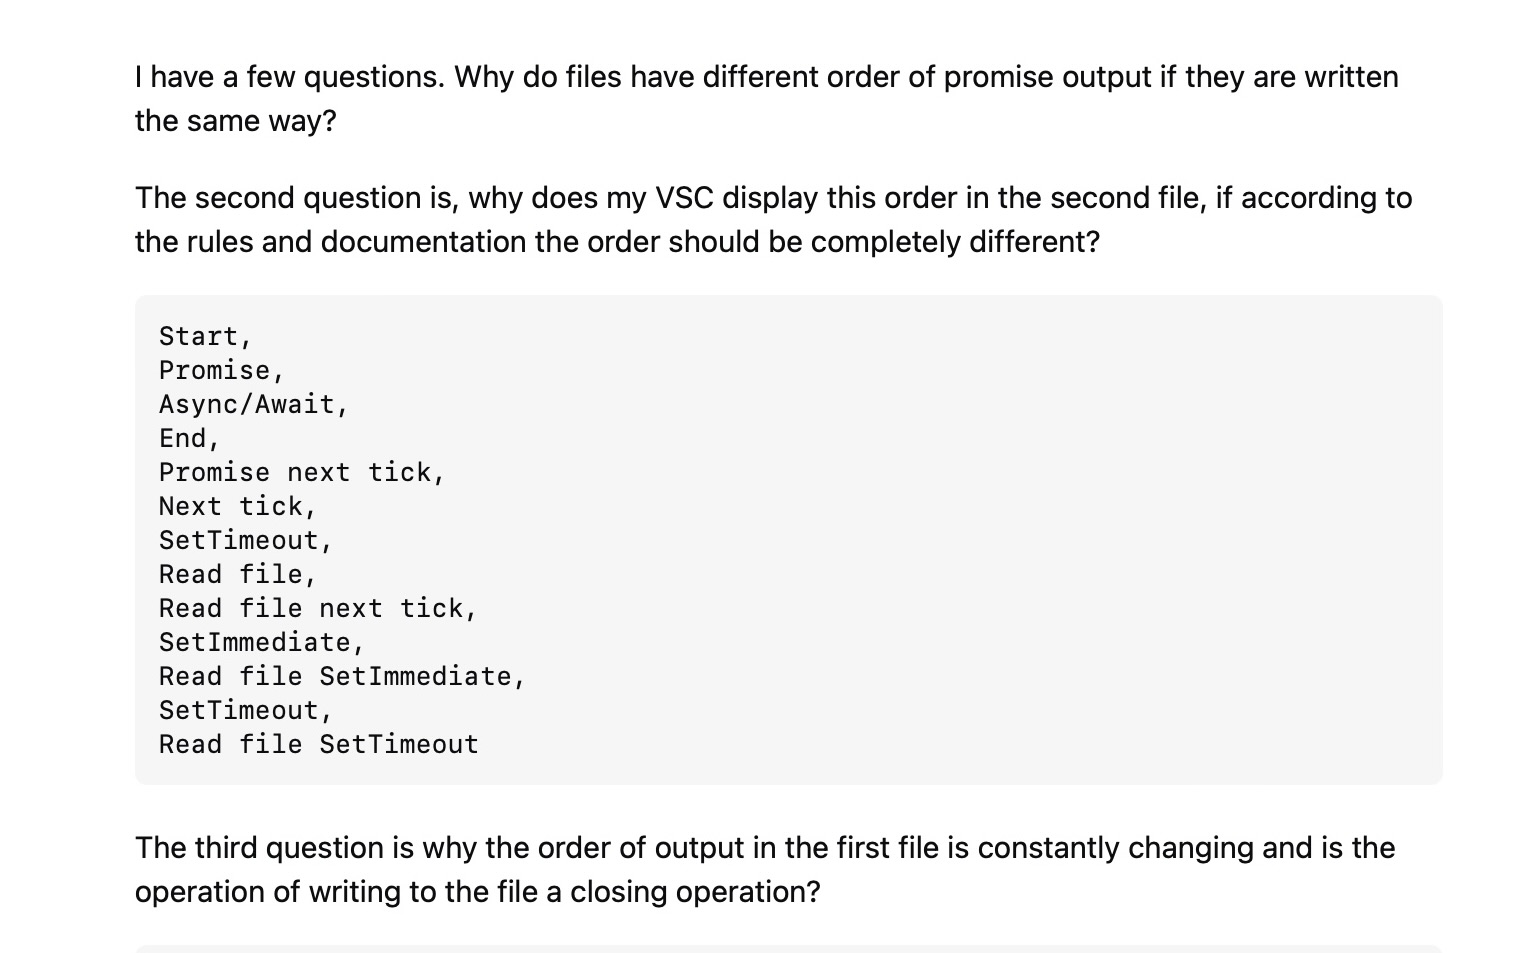 I have a few questions. Why do files have different order of promise output if they are written
the same way?
The second question is, why does my VSC display this order in the second file, if according to
the rules and documentation the order should be completely different?
Start,
Promise,
Async/Await,
End,
Promise next tick,
Next tick,
SetTimeout,
Read file,
Read file next tick,
SetImmediate,
Read file SetImmediate,
SetTimeout,
Read file SetTimeout
The third question is why the order of output in the first file is constantly changing and is the
operation of writing to the file a closing operation?